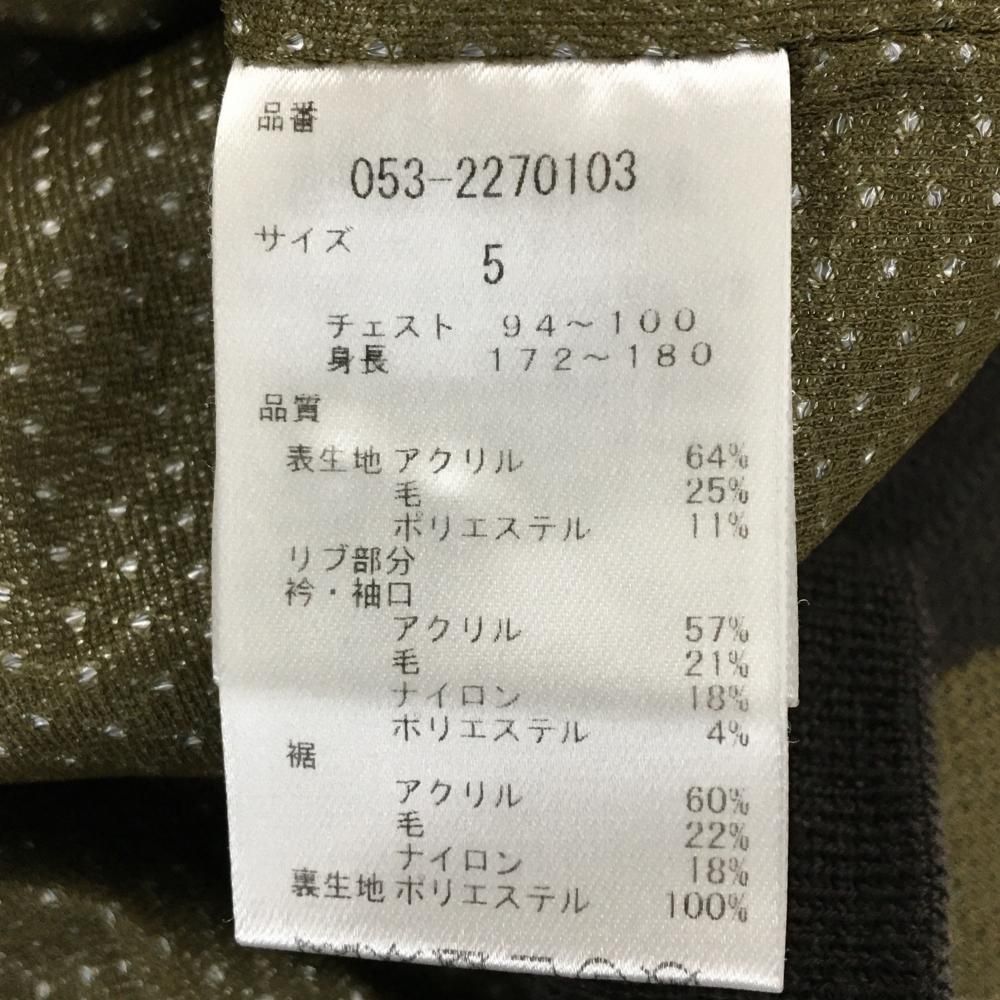 品番
053-2270103
サイズ
5
チェスト 94～100
身長 172～180
品質
表生地 アクリル 64%
毛 25%
ポリエステル 11%
リブ部分
衿・袖口
アクリル 57%
毛 21%
ナイロン 18%
ポリエステル 4%
裾
アクリル 60%
毛 22%
ナイロン 18%
裏生地 ポリエステル 100%